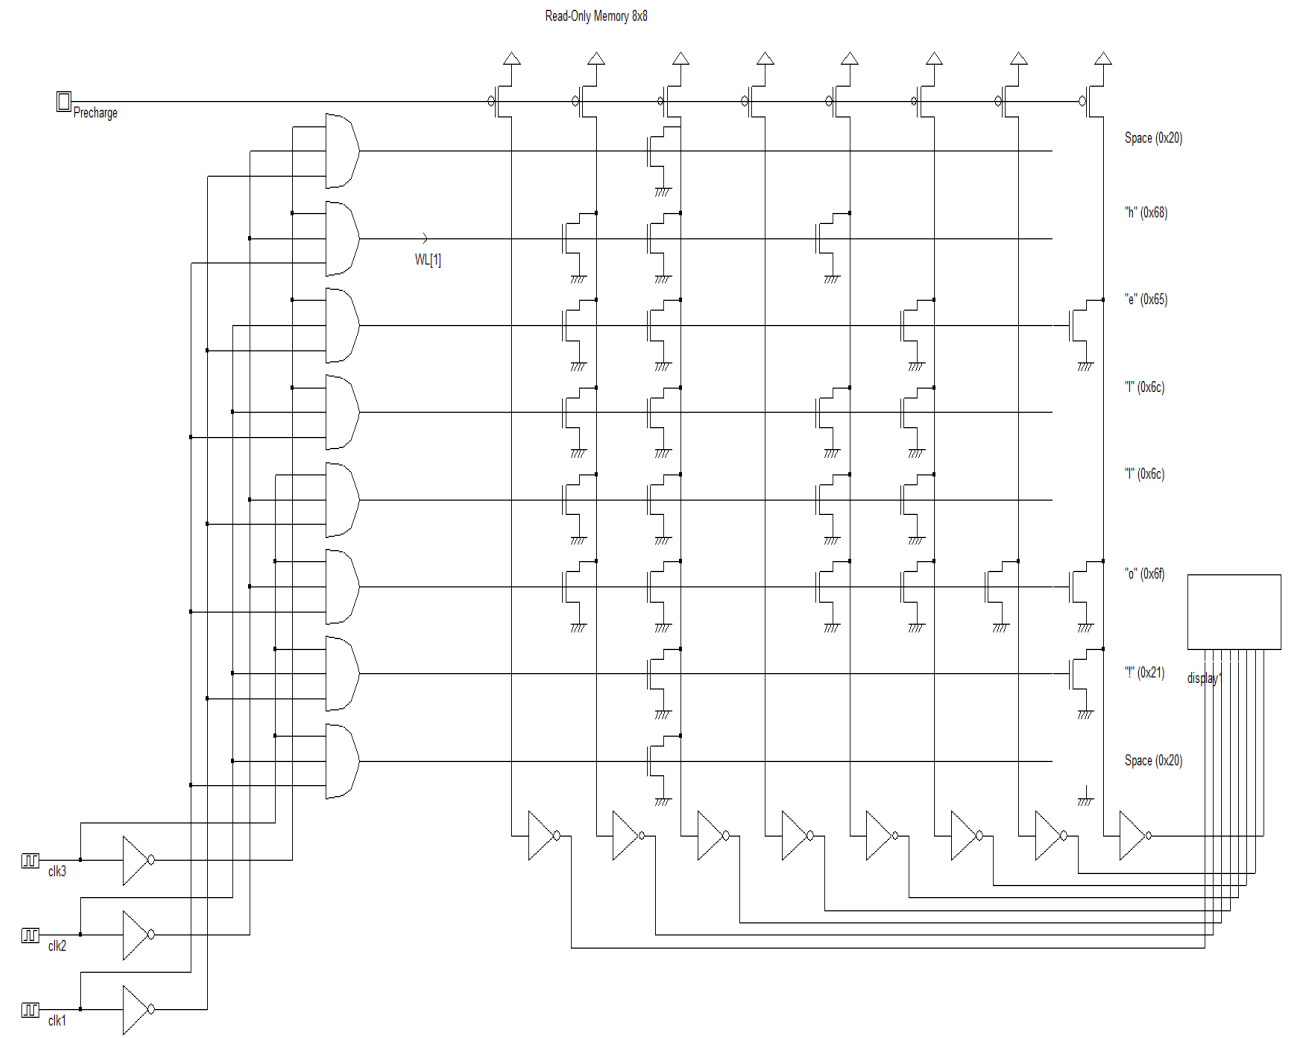 Read-Only Memory 8x8
Precharge
Space (0x20)
"h" (0x68)
WL[1]
"e" (0x65)
"l" (0x6c)
"l" (0x6c)
"o" (0x6f)
"!" (0x21)
display1
Space (0x20)
clk3
clk2
clk1